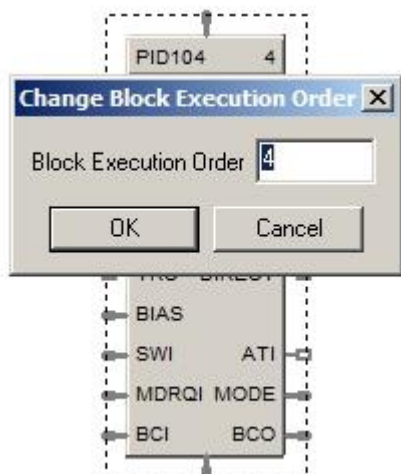 PID104 4
Change Block Execution Order
Block Execution Order 4
OK Cancel
BIAS
SWI ATI
MDRQI MODE
BCI BCO